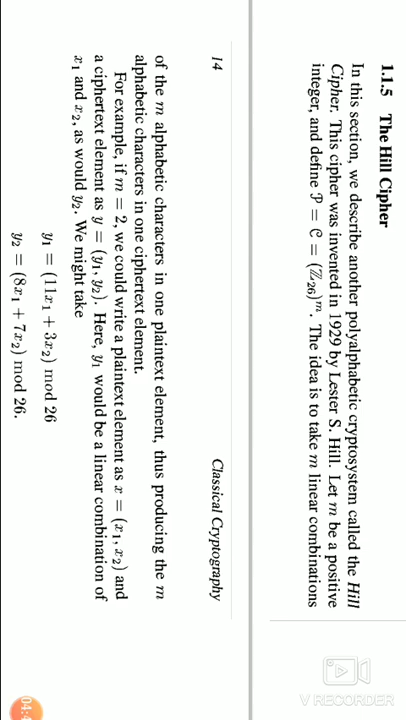 1.1.5 The Hill Cipher
In this section, we describe another polyalphabetic cryptosystem called the Hill
Cipher. This cipher was invented in 1929 by Lester S. Hill. Let m be a positive
integer, and define 𝒫 = 𝒞 = (ℤ₂₆)ᵐ. The idea is to take m linear combinations
14 Classical Cryptography
of the m alphabetic characters in one plaintext element, thus producing the m
alphabetic characters in one ciphertext element.
For example, if m = 2, we could write a plaintext element as x = (x₁, x₂) and
a ciphertext element as y = (y₁, y₂). Here, y₁ would be a linear combination of
x₁ and x₂, as would y₂. We might take
y₁ = (11x₁ + 3x₂) mod 26
y₂ = (8x₁ + 7x₂) mod 26.
V RECORDER